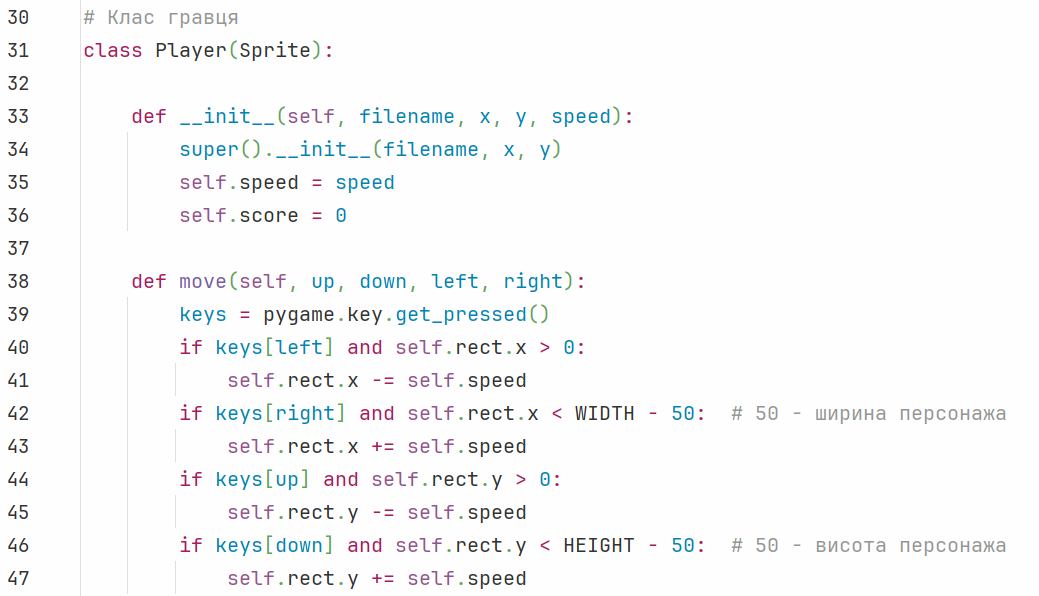 30 # Клас гравця
31 class Player(Sprite):
32
33     def __init__(self, filename, x, y, speed):
34         super().__init__(filename, x, y)
35         self.speed = speed
36         self.score = 0
37
38     def move(self, up, down, left, right):
39         keys = pygame.key.get_pressed()
40         if keys[left] and self.rect.x > 0:
41             self.rect.x -= self.speed
42         if keys[right] and self.rect.x < WIDTH - 50:  # 50 - ширина персонажа
43             self.rect.x += self.speed
44         if keys[up] and self.rect.y > 0:
45             self.rect.y -= self.speed
46         if keys[down] and self.rect.y < HEIGHT - 50:  # 50 - висота персонажа
47             self.rect.y += self.speed